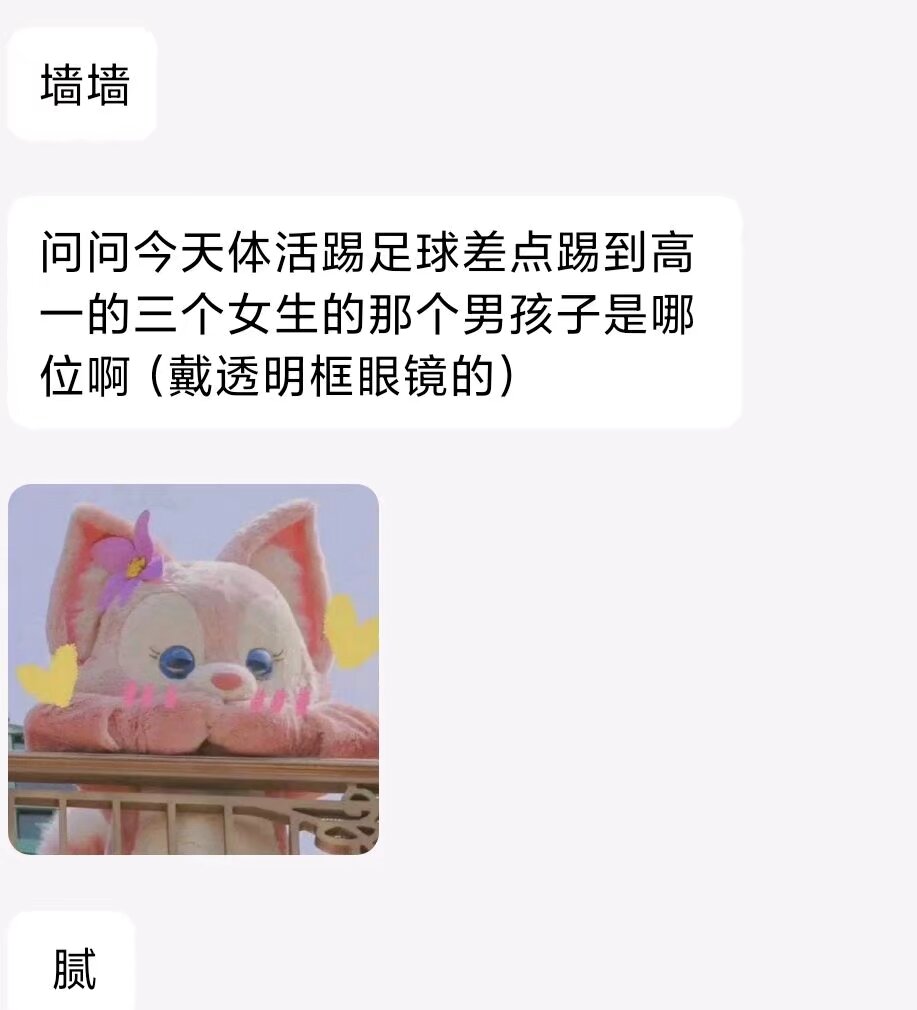 墙墙
问问今天体活踢足球差点踢到高
一的三个女生的那个男孩子是哪
位啊（戴透明框眼镜的）
腻